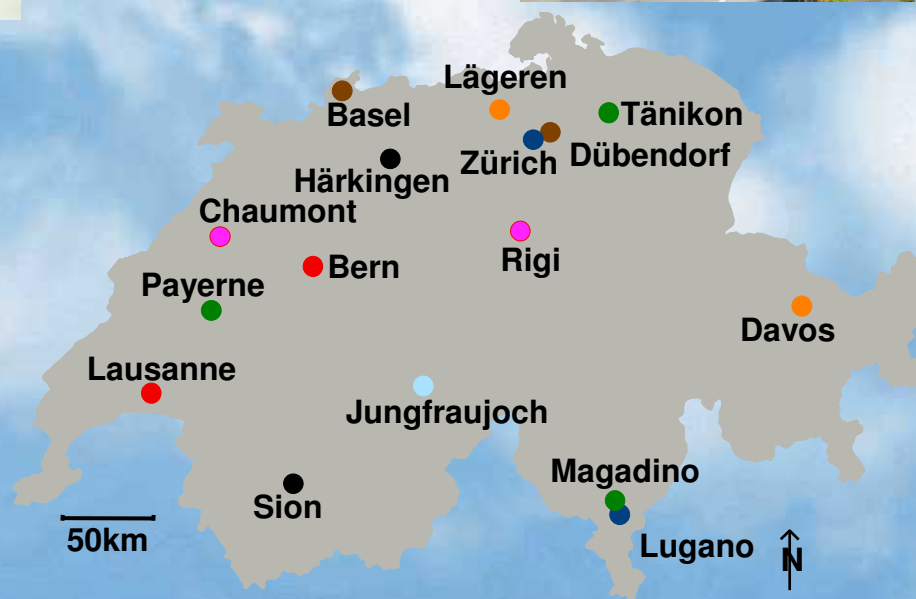 Lägeren
Basel
Tänikon
Zürich
Dübendorf
Härkingen
Chaumont
Rigi
Bern
Payerne
Davos
Lausanne
Jungfraujoch
Magadino
Sion
50km
Lugano
N